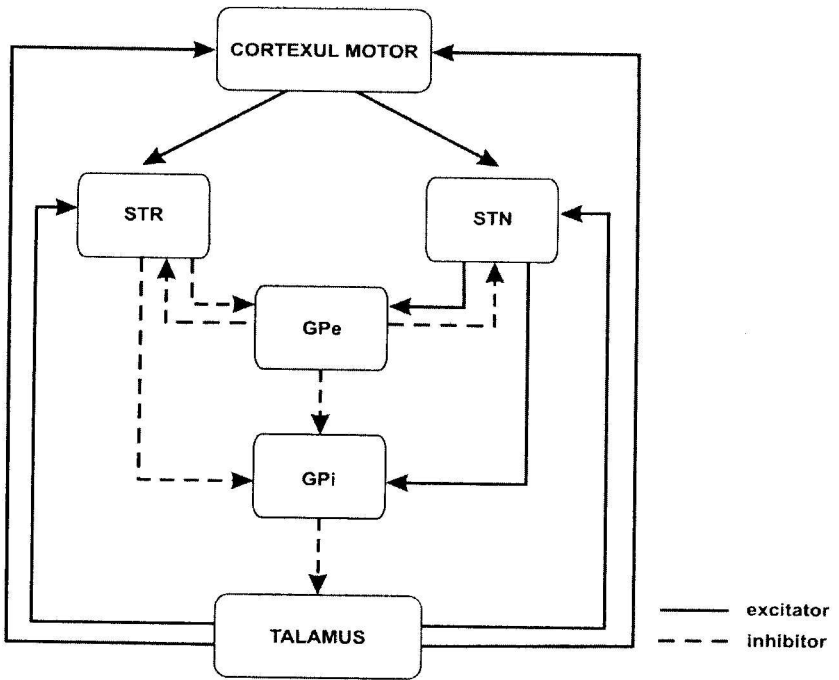 CORTEXUL MOTOR
STR
STN
GPe
GPi
TALAMUS
excitator
inhibitor